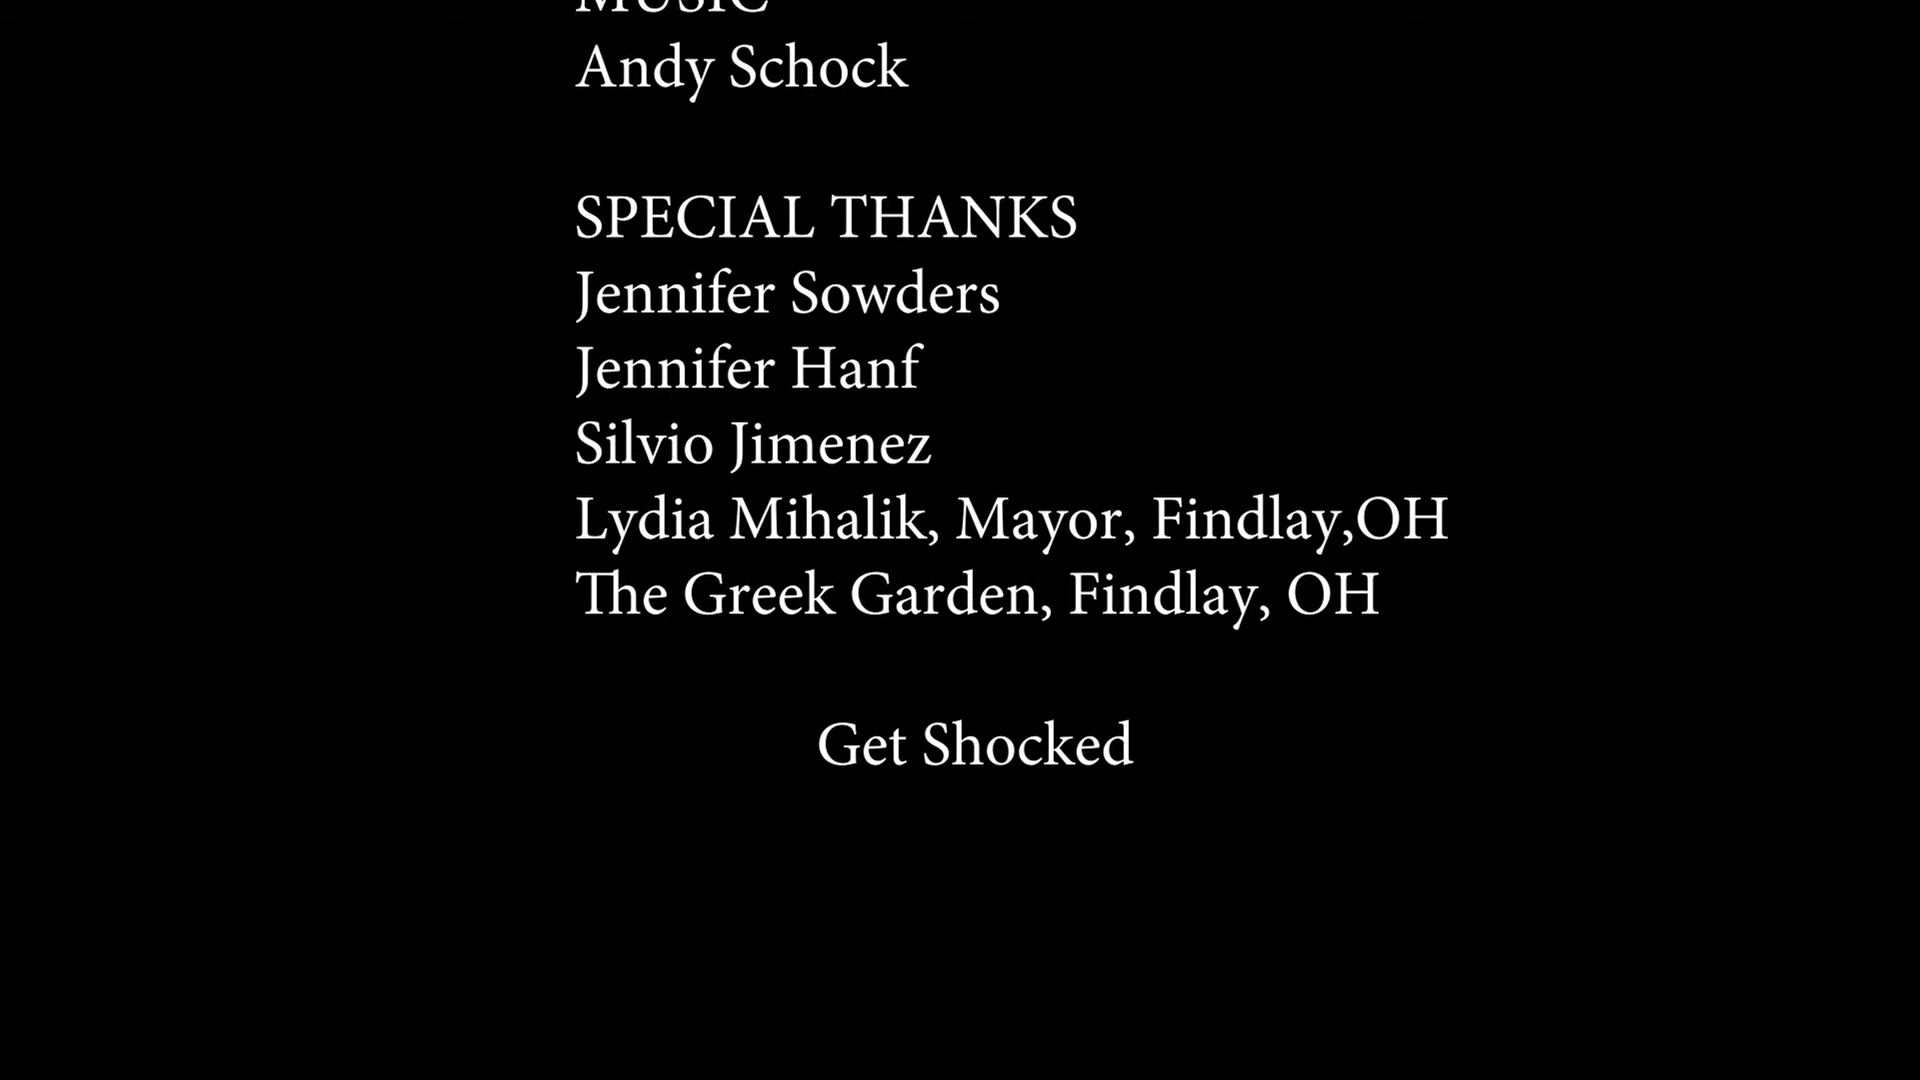 MUSIC
Andy Schock
SPECIAL THANKS
Jennifer Sowders
Jennifer Hanf
Silvio Jimenez
Lydia Mihalik, Mayor, Findlay,OH
The Greek Garden, Findlay, OH
Get Shocked